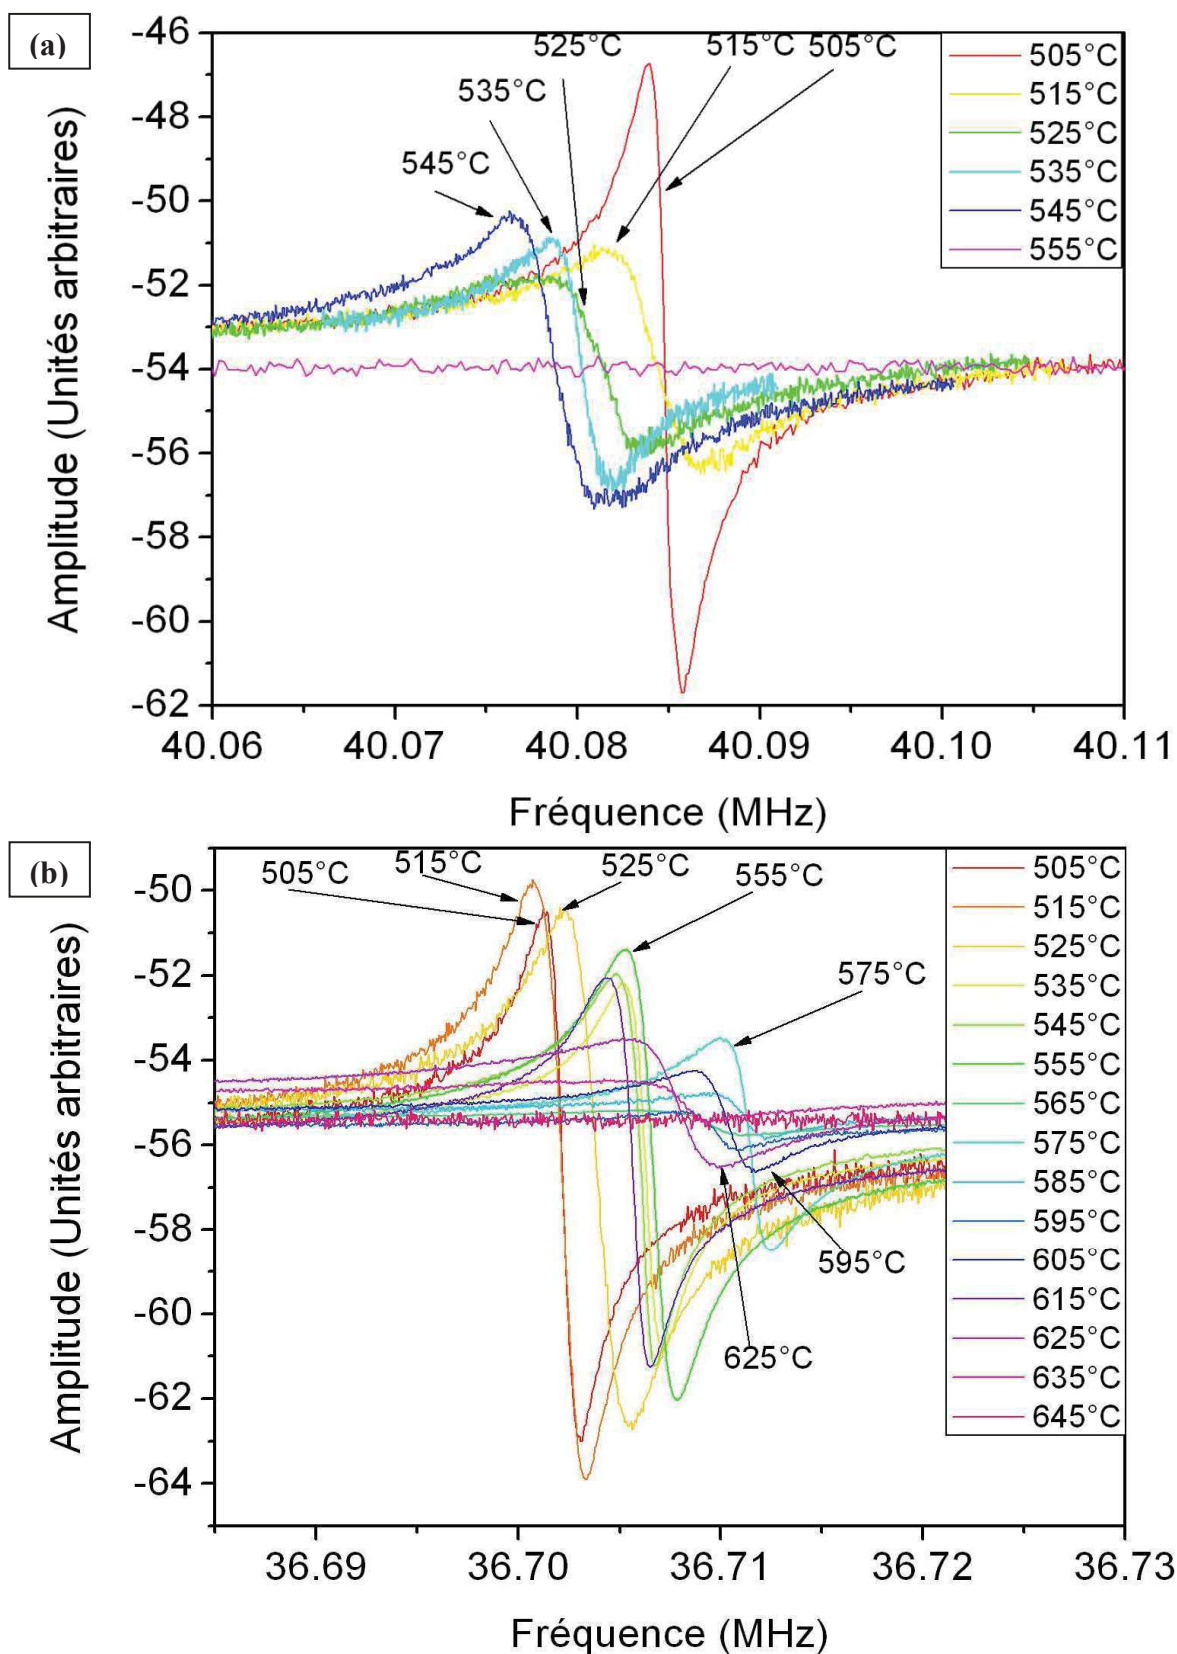 (a)
-46
-48
-50
-52
-54
-56
-58
-60
-62
Amplitude (Unités arbitraires)
525°C
515°C
505°C
535°C
545°C
505°C
515°C
525°C
535°C
545°C
555°C
40.06
40.07
40.08
40.09
40.10
40.11
Fréquence (MHz)
(b)
-50
-52
-54
-56
-58
-60
-62
-64
Amplitude (Unités arbitraires)
505°C
515°C
525°C
555°C
575°C
595°C
625°C
505°C
515°C
525°C
535°C
545°C
555°C
565°C
575°C
585°C
595°C
605°C
615°C
625°C
635°C
645°C
36.69
36.70
36.71
36.72
36.73
Fréquence (MHz)